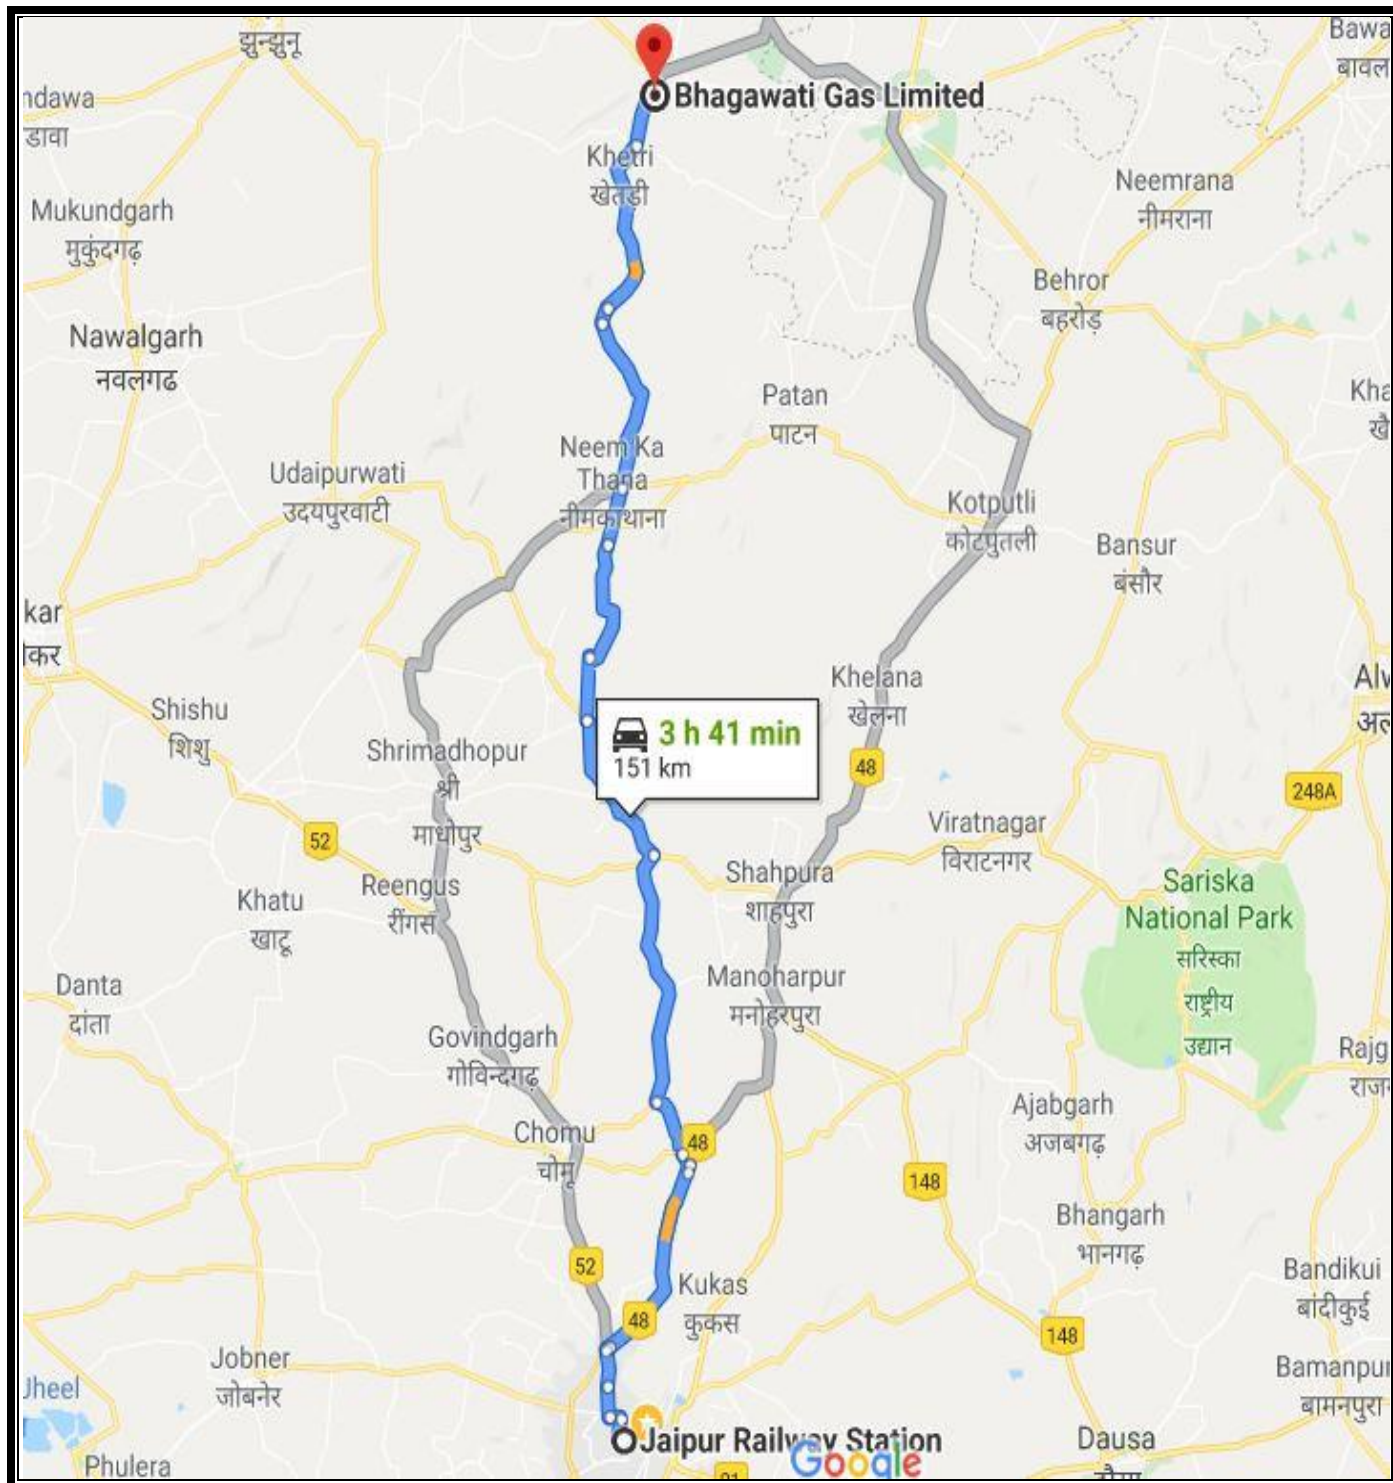 झुन्झुनू
Bhagawati Gas Limited
Khetri
खेतड़ी
Mukundgarh
मुकुंदगढ़
Neemrana
नीमराना
Behror
बहरोड़
Nawalgarh
नवलगढ
Patan
पाटन
Neem Ka
Thana
नीमकाथाना
Udaipurwati
उदयपुरवाटी
Kotputli
कोटपुतली
Bansur
बंसौर
Khelana
खेलना
Shishu
शिशु
3 h 41 min
151 km
Shrimadhopur
श्री
माधोपुर
48
248A
52
Viratnagar
विराटनगर
Shahpura
शाहपुरा
Reengus
रींगस
Khatu
खाटू
Sariska
National Park
सरिस्का
राष्ट्रीय
उद्यान
Manoharpur
मनोहरपुरा
Danta
दांता
Govindgarh
गोविन्दगढ़
Ajabgarh
अजबगढ़
Chomu
चोमू
48
148
Bhangarh
भानगढ़
52
Kukas
कुकस
48
Bandikui
बांदीकुई
148
Jobner
जोबनेर
Jheel
Bamanpur
बामनपुरा
Jaipur Railway Station
Google
Dausa
Phulera